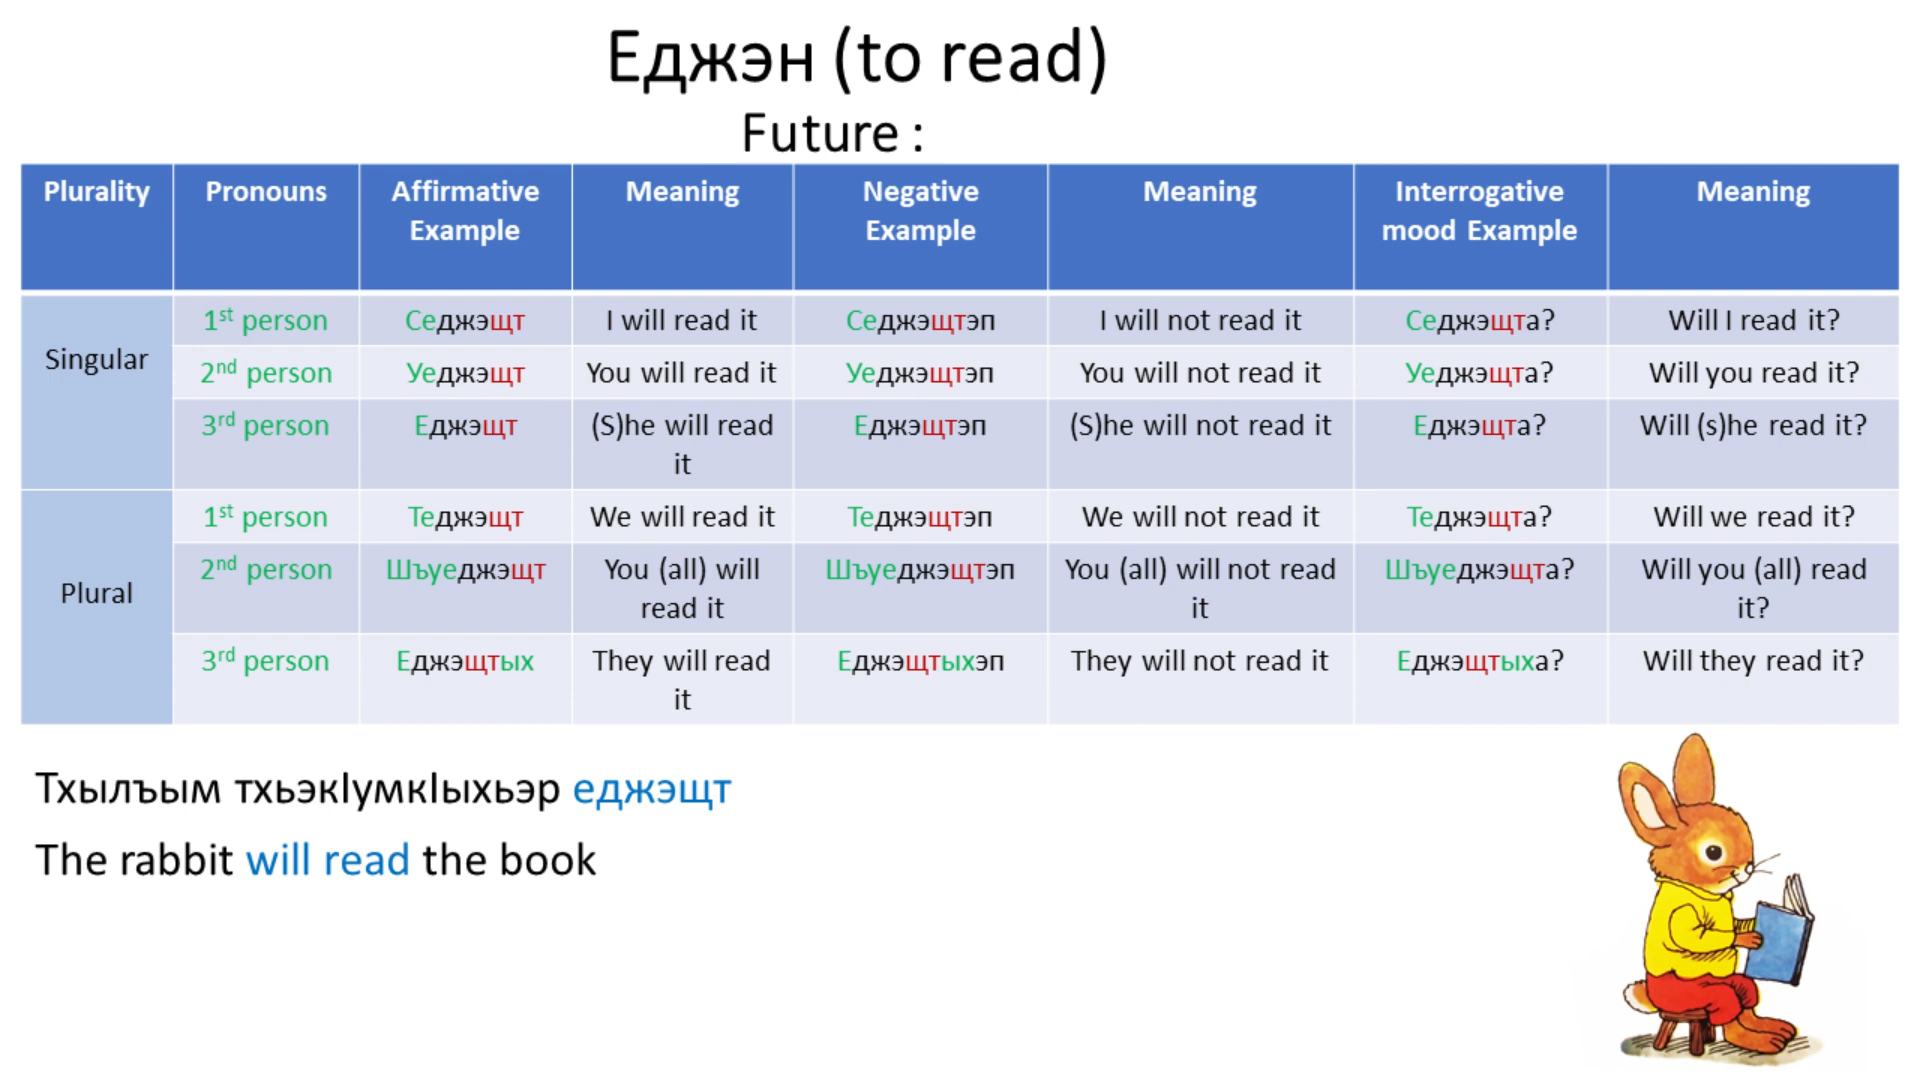 Еджэн (to read)
Future :
Plurality Pronouns Affirmative Example Meaning Negative Example Meaning Interrogative mood Example Meaning
Singular
1st person Седжэщт I will read it Седжэщтэп I will not read it Седжэщта? Will I read it?
2nd person Уеджэщт You will read it Уеджэщтэп You will not read it Уеджэщта? Will you read it?
3rd person Еджэщт (S)he will read it Еджэщтэп (S)he will not read it Еджэщта? Will (s)he read it?
Plural
1st person Теджэщт We will read it Теджэщтэп We will not read it Теджэщта? Will we read it?
2nd person Шъуеджэщт You (all) will read it Шъуеджэщтэп You (all) will not read it Шъуеджэщта? Will you (all) read it?
3rd person Еджэщтых They will read it Еджэщтыхэп They will not read it Еджэщтыха? Will they read it?
Тхылъым тхьэкӏумкӏыхьэр еджэщт
The rabbit will read the book